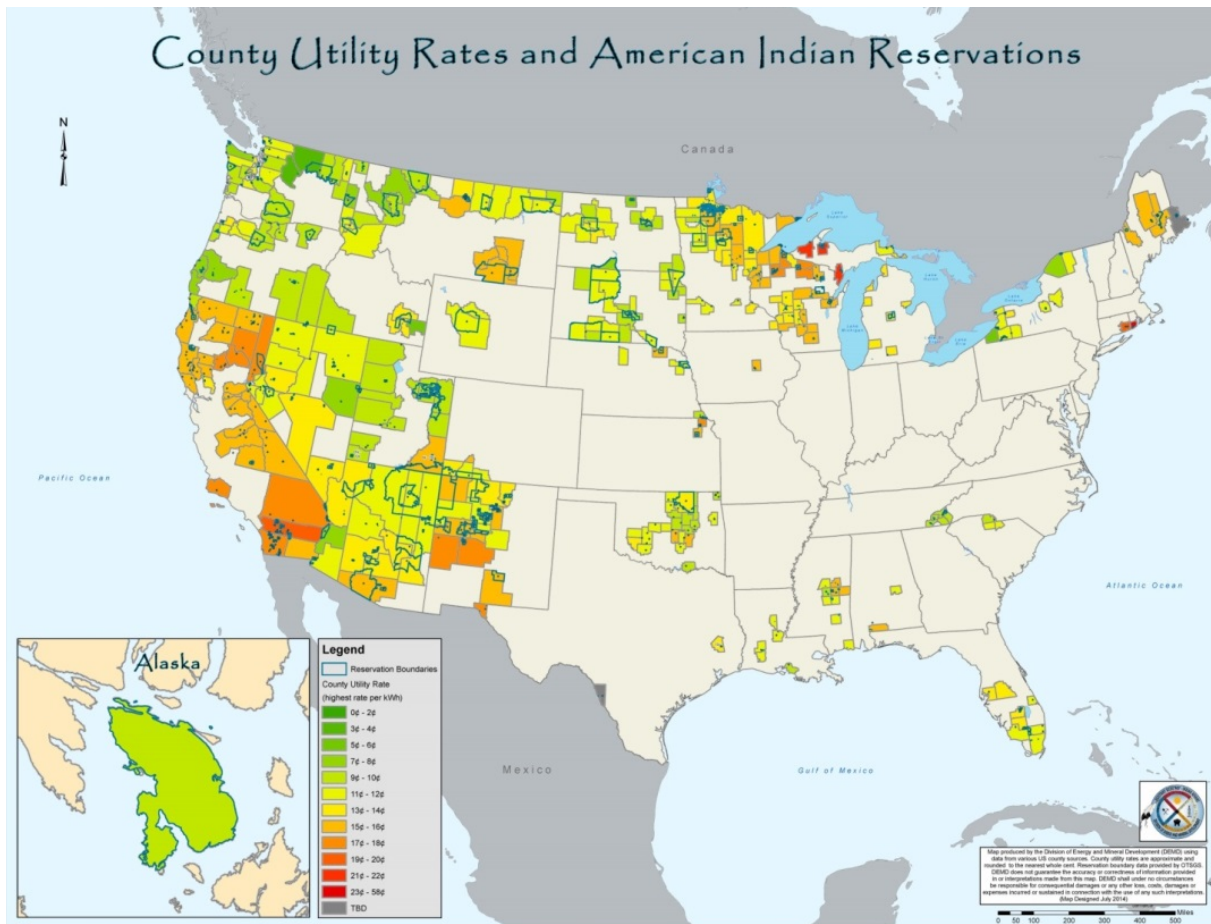 County Utility Rates and American Indian Reservations
N
Canada
Lake
Superior
Lake
Michigan
Pacific Ocean
Atlantic Ocean
Mexico
Gulf of Mexico
Alaska
Legend
Reservation Boundaries
County Utility Rate
(highest rate per kWh)
0¢ - 2¢
3¢ - 4¢
5¢ - 6¢
7¢ - 8¢
9¢ - 10¢
11¢ - 12¢
13¢ - 14¢
15¢ - 16¢
17¢ - 18¢
19¢ - 20¢
21¢ - 22¢
23¢ - 58¢
TBD
Map produced by the Division of Energy and Mineral Development (DEMD) using
data from various US county sources. County utility rates are approximate and
rounded to the nearest whole cent. Reservation boundary data provided by OTSGS.
DEMD does not guarantee the accuracy or correctness of information provided
in or interpretations made from this map. DEMD shall under no circumstances
be responsible for consequential damages or any other loss, costs, damages or
expenses incurred or sustained in connection with the use of any such interpretations.
(Map Designed July 2014)
Miles
0 50 100 200 300 400 500